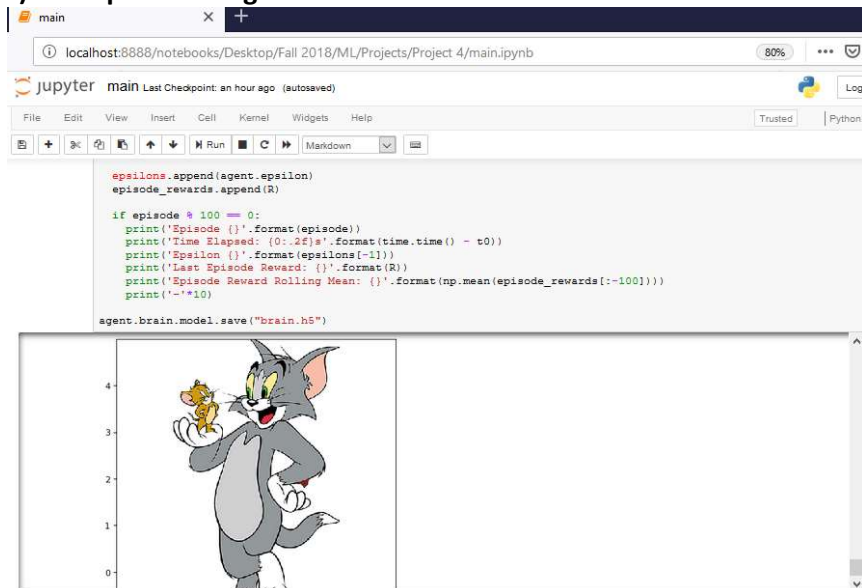 main
localhost:8888/notebooks/Desktop/Fall 2018/ML/Projects/Project 4/main.ipynb
80%
jupyter main Last Checkpoint: an hour ago (autosaved)
Log
File Edit View Insert Cell Kernel Widgets Help
Trusted
Python
Run
Markdown
epsilons.append(agent.epsilon)
episode_rewards.append(R)
if episode % 100 == 0:
print('Episode {}'.format(episode))
print('Time Elapsed: {0:.2f}s'.format(time.time() - t0))
print('Epsilon {}'.format(epsilons[-1]))
print('Last Episode Reward: {}'.format(R))
print('Episode Reward Rolling Mean: {}'.format(np.mean(episode_rewards[:-100])))
print('-'*10)
agent.brain.model.save("brain.h5")
4
3
2
1
0